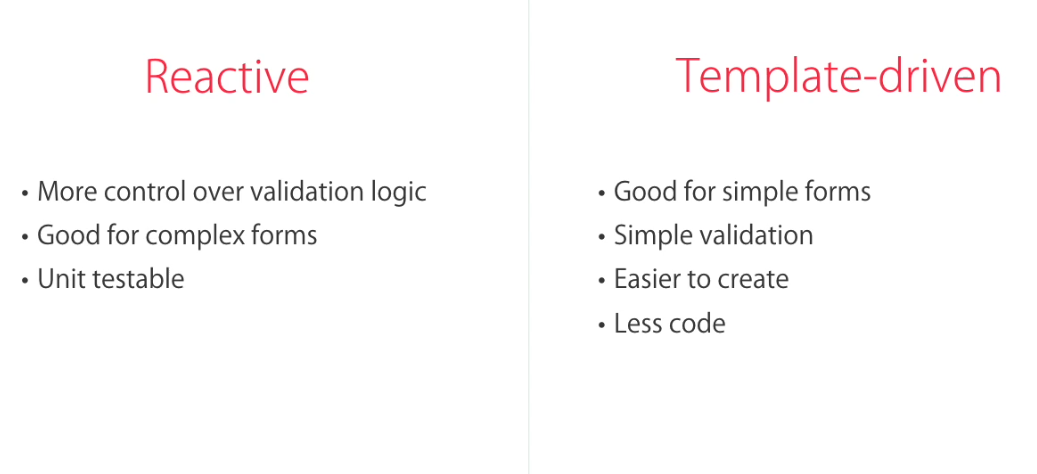 Reactive
• More control over validation logic
• Good for complex forms
• Unit testable
Template-driven
• Good for simple forms
• Simple validation
• Easier to create
• Less code